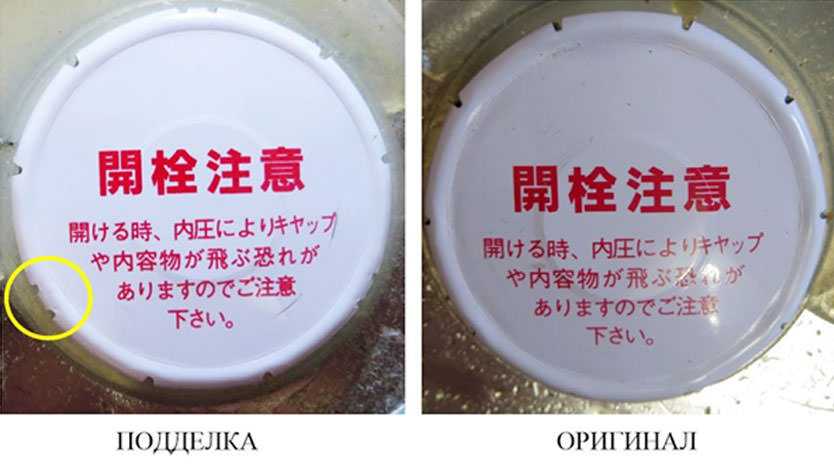 開栓注意
開ける時、内圧によりキャップ
や内容物が飛ぶ恐れが
ありますのでご注意
下さい。
ПОДДЕЛКА
開栓注意
開ける時、内圧によりキャップ
や内容物が飛ぶ恐れが
ありますのでご注意
下さい。
ОРИГИНАЛ